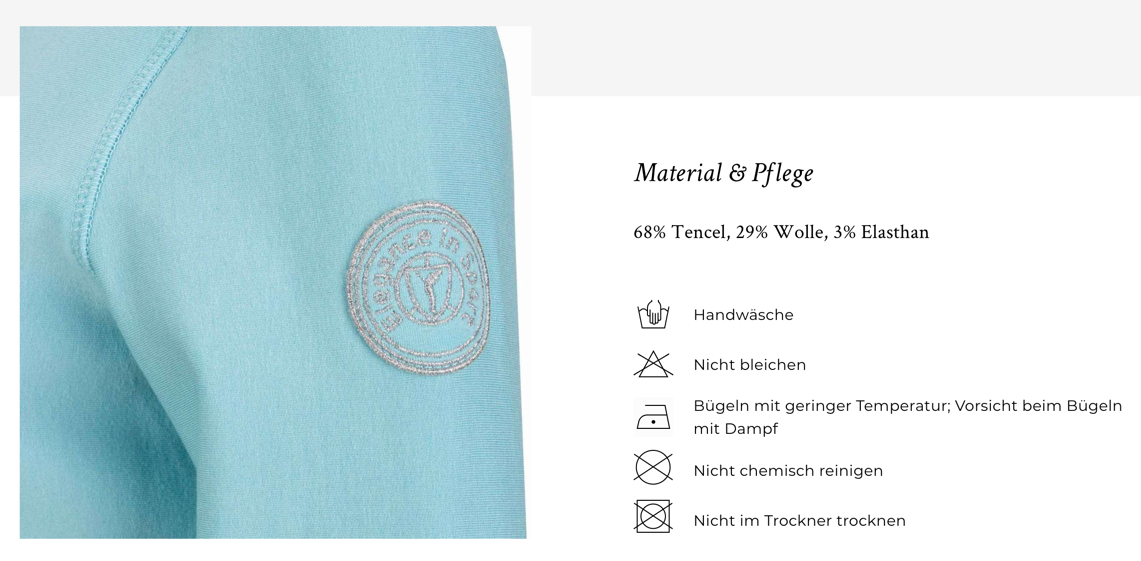 Elegance in Sport
Material & Pflege
68% Tencel, 29% Wolle, 3% Elasthan
Handwäsche
Nicht bleichen
Bügeln mit geringer Temperatur; Vorsicht beim Bügeln
mit Dampf
Nicht chemisch reinigen
Nicht im Trockner trocknen